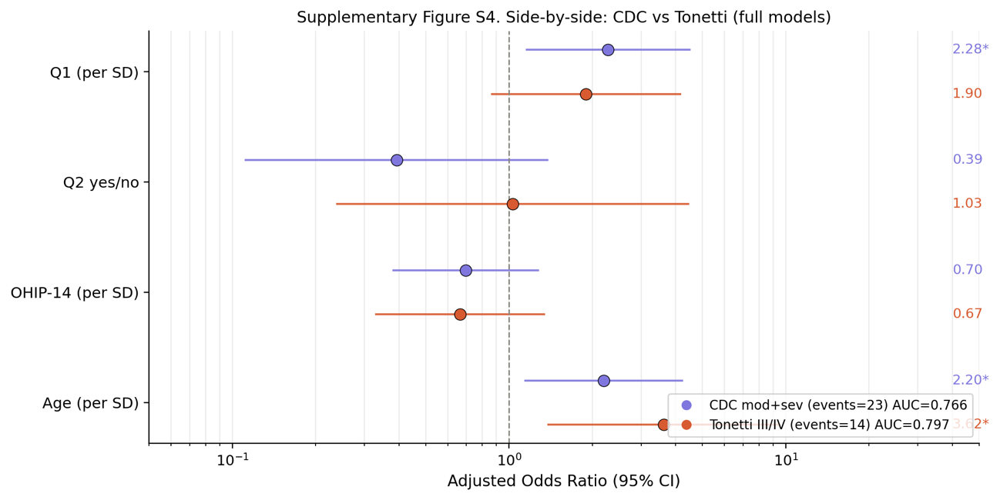 Supplementary Figure S4. Side-by-side: CDC vs Tonetti (full models)
Q1 (per SD)
2.28*
1.90
Q2 yes/no
0.39
1.03
OHIP-14 (per SD)
0.70
0.67
Age (per SD)
2.20*
3.62*
CDC mod+sev (events=23) AUC=0.766
Tonetti III/IV (events=14) AUC=0.797
10⁻¹ 10⁰ 10¹
Adjusted Odds Ratio (95% CI)